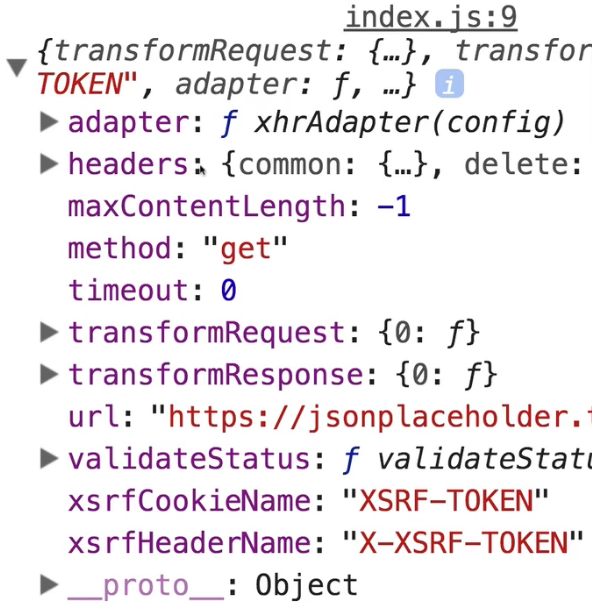 index.js:9
{transformRequest: {…}, transfor
TOKEN", adapter: ƒ, …} i
adapter: ƒ xhrAdapter(config)
headers: {common: {…}, delete:
maxContentLength: -1
method: "get"
timeout: 0
transformRequest: {0: ƒ}
transformResponse: {0: ƒ}
url: "https://jsonplaceholder.t
validateStatus: ƒ validateStatu
xsrfCookieName: "XSRF-TOKEN"
xsrfHeaderName: "X-XSRF-TOKEN"
__proto__: Object